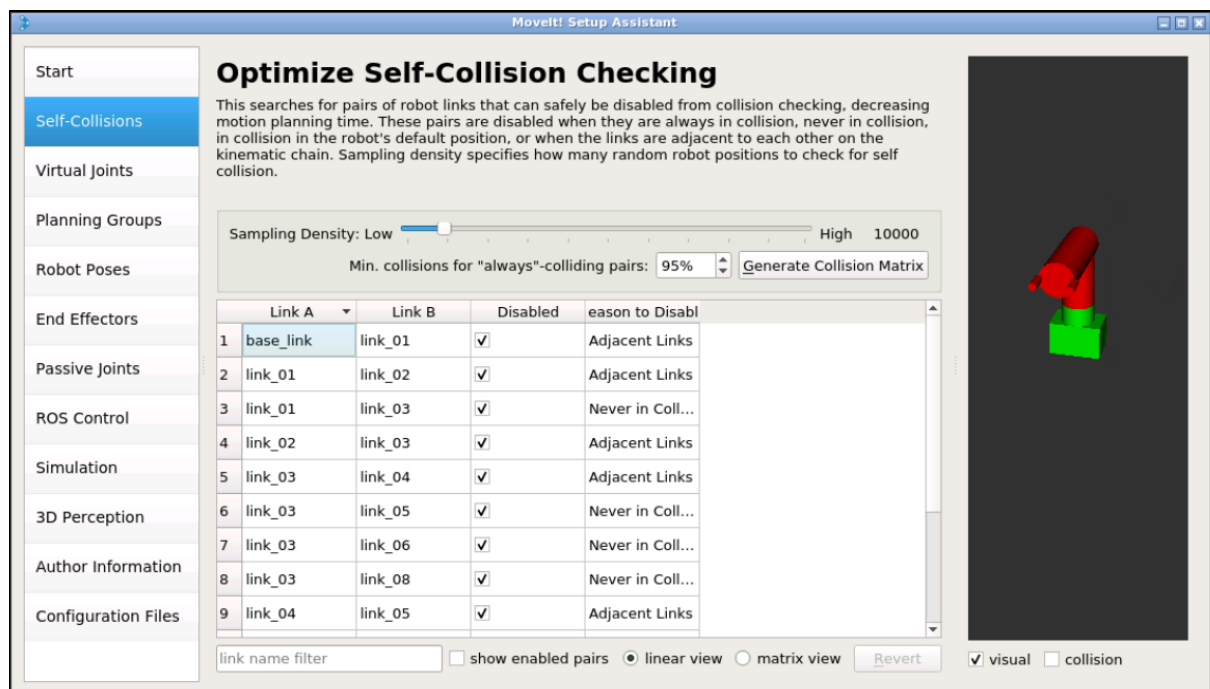 MoveIt! Setup Assistant
Start
Self-Collisions
Virtual Joints
Planning Groups
Robot Poses
End Effectors
Passive Joints
ROS Control
Simulation
3D Perception
Author Information
Configuration Files
Optimize Self-Collision Checking
This searches for pairs of robot links that can safely be disabled from collision checking, decreasing
motion planning time. These pairs are disabled when they are always in collision, never in collision,
in collision in the robot's default position, or when the links are adjacent to each other on the
kinematic chain. Sampling density specifies how many random robot positions to check for self
collision.
Sampling Density: Low High 10000
Min. collisions for "always"-colliding pairs: 95% Generate Collision Matrix
Link A Link B Disabled eason to Disabl
1 base_link link_01 Adjacent Links
2 link_01 link_02 Adjacent Links
3 link_01 link_03 Never in Coll...
4 link_02 link_03 Adjacent Links
5 link_03 link_04 Adjacent Links
6 link_03 link_05 Never in Coll...
7 link_03 link_06 Never in Coll...
8 link_03 link_08 Never in Coll...
9 link_04 link_05 Adjacent Links
link name filter show enabled pairs linear view matrix view Revert
visual collision